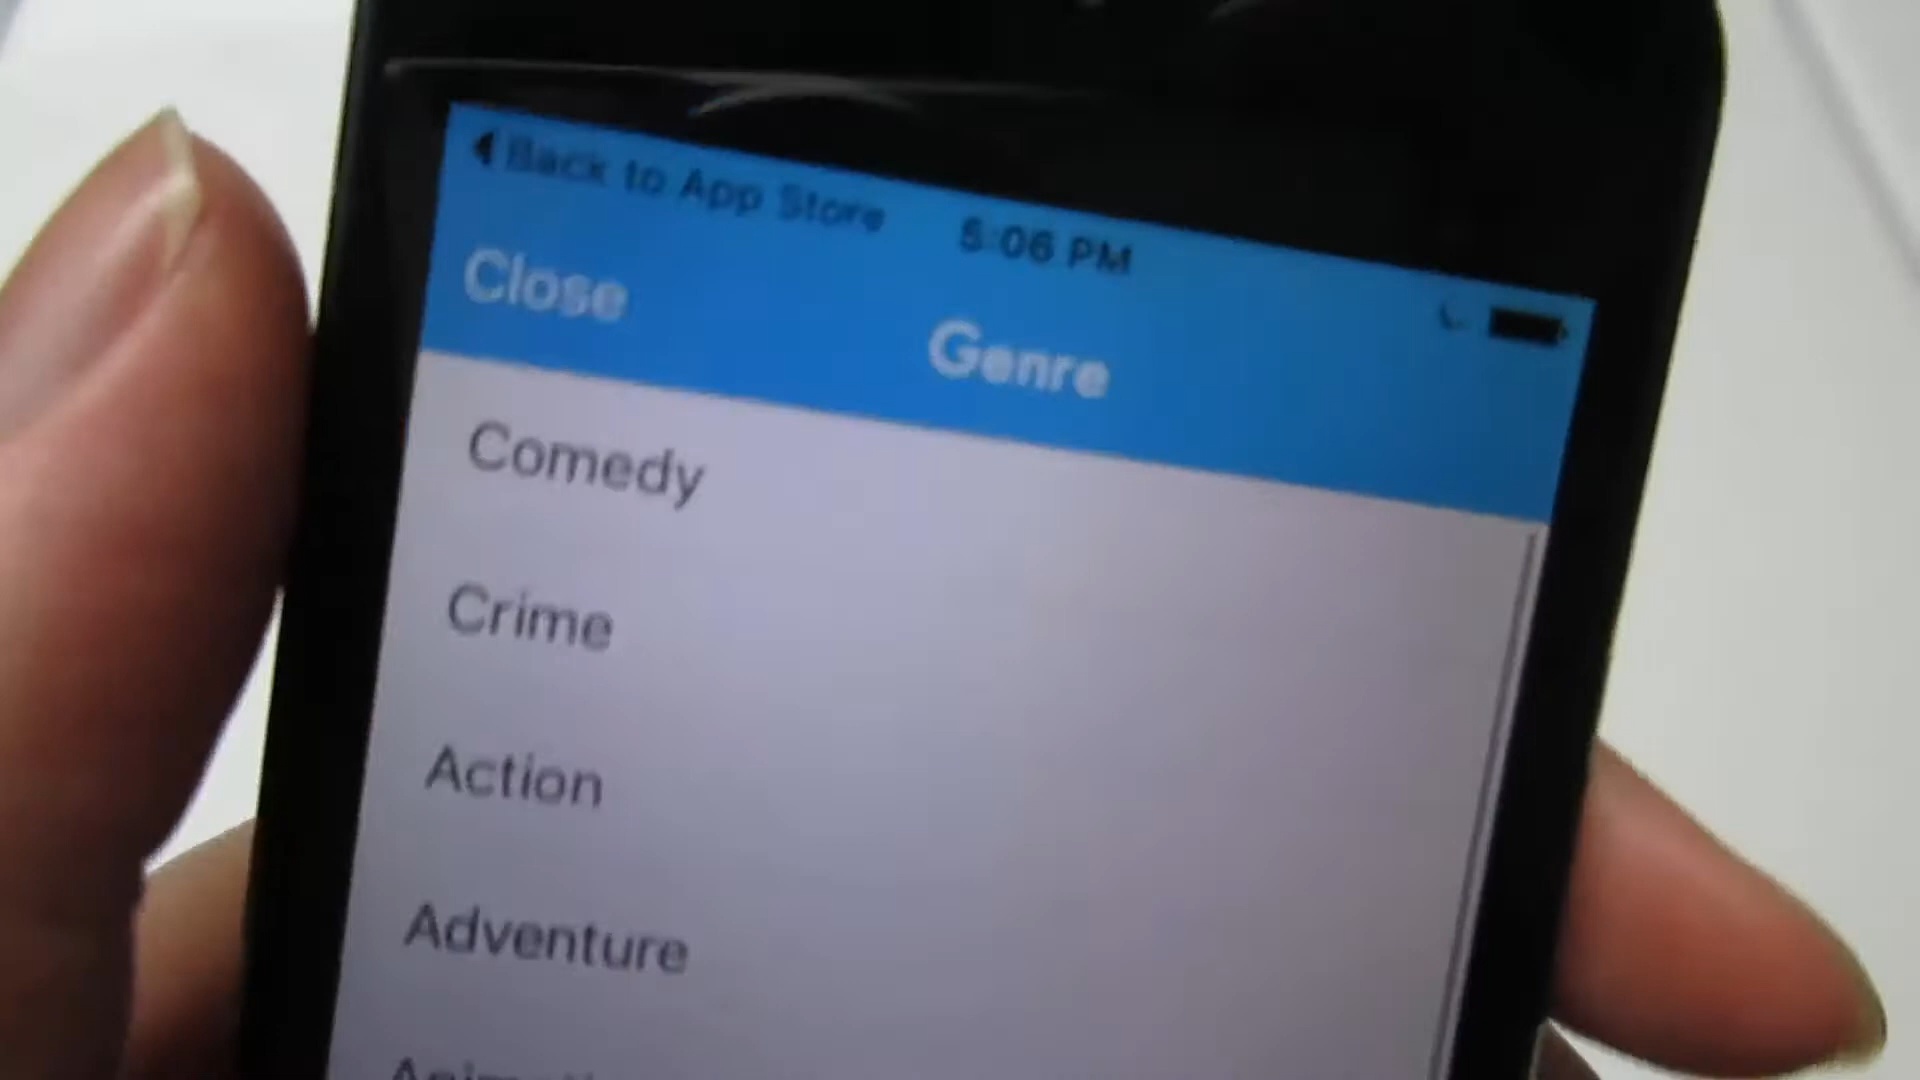 Back to App Store
5:06 PM
Close
Genre
Comedy
Crime
Action
Adventure